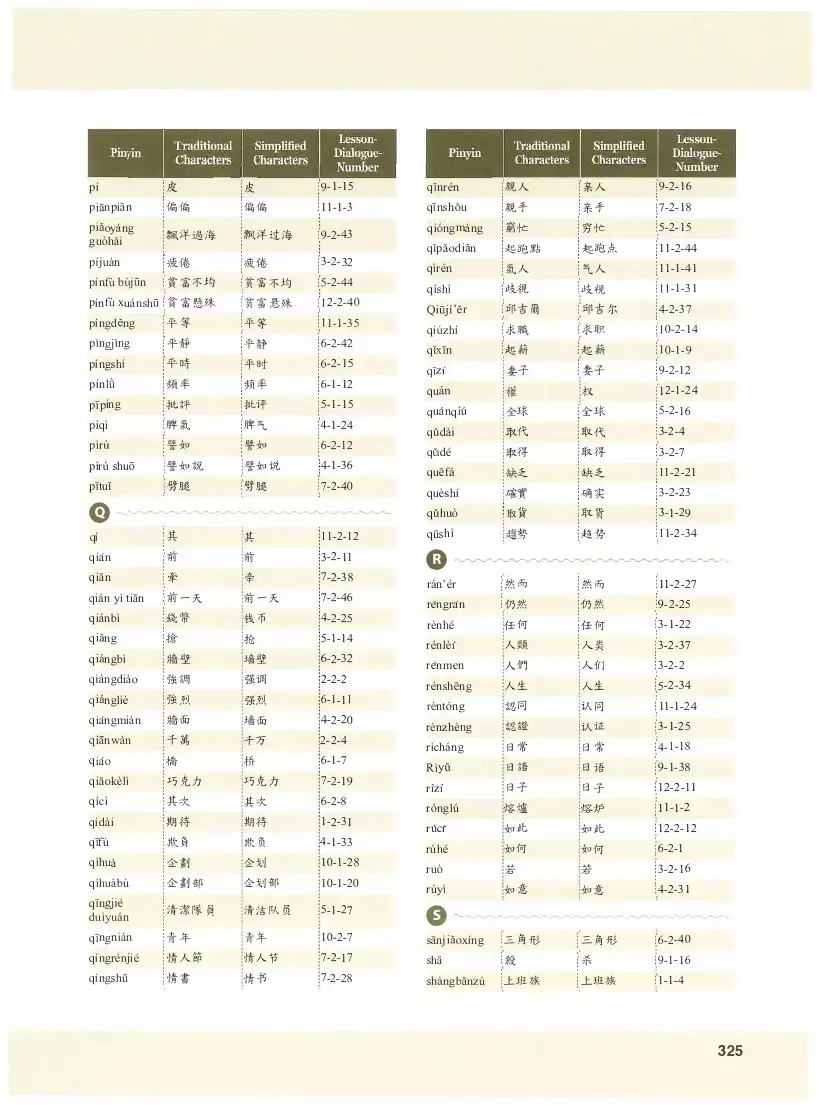 Pinyin Traditional Characters Simplified Characters Lesson-Dialogue-Number
pí 皮 皮 9-1-15
piānpiān 偏偏 偏偏 11-1-3
piāoyáng guòhǎi 飄洋過海 飘洋过海 9-2-43
píjuàn 疲倦 疲倦 3-2-32
pínfù bùjūn 貧富不均 貧富不均 5-2-44
pínfù xuánshū 貧富懸殊 貧富悬殊 12-2-40
píngděng 平等 平等 11-1-35
píngjìng 平靜 平静 6-2-42
píngshí 平時 平时 6-2-15
pínlǜ 頻率 頻率 6-1-12
pīpíng 批評 批评 5-1-15
píqì 脾氣 脾气 4-1-24
pìrú 譬如 譬如 6-2-12
pìrú shuō 譬如說 譬如说 4-1-36
pītuǐ 劈腿 劈腿 7-2-40
Q
qí 其 其 11-2-12
qián 前 前 3-2-11
qiān 牽 牵 7-2-38
qián yì tiān 前一天 前一天 7-2-46
qiánbì 錢幣 钱币 4-2-25
qiǎng 搶 抢 5-1-14
qiángbì 牆壁 墙壁 6-2-32
qiángdiào 強調 强调 2-2-2
qiángliè 強烈 强烈 6-1-11
qiángmiàn 牆面 墙面 4-2-20
qiānwàn 千萬 千万 2-2-4
qiáo 橋 桥 6-1-7
qiǎokèlì 巧克力 巧克力 7-2-19
qícì 其次 其次 6-2-8
qídài 期待 期待 1-2-31
qīfù 欺負 欺负 4-1-33
qìhuà 企劃 企划 10-1-28
qìhuàbù 企劃部 企划部 10-1-20
qīngjié duìyuán 清潔隊員 清洁队员 5-1-27
qīngnián 青年 青年 10-2-7
qíngrénjié 情人節 情人节 7-2-17
qíngshū 情書 情书 7-2-28
Pinyin Traditional Characters Simplified Characters Lesson-Dialogue-Number
qīnrén 親人 亲人 9-2-16
qīnshǒu 親手 亲手 7-2-18
qióngmáng 窮忙 穷忙 5-2-15
qǐpǎodiǎn 起跑點 起跑点 11-2-44
qìrén 氣人 气人 11-1-41
qíshì 歧視 歧视 11-1-31
Qiūjí'ěr 邱吉爾 邱吉尔 4-2-37
qiúzhí 求職 求职 10-2-14
qǐxīn 起薪 起薪 10-1-9
qīzǐ 妻子 妻子 9-2-12
quán 權 权 12-1-24
quánqiú 全球 全球 5-2-16
qǔdài 取代 取代 3-2-4
qǔdé 取得 取得 3-2-7
quēfá 缺乏 缺乏 11-2-21
quèshí 確實 确实 3-2-23
qǔhuò 取貨 取货 3-1-29
qūshì 趨勢 趋势 11-2-34
R
rán'ér 然而 然而 11-2-27
réngrán 仍然 仍然 9-2-25
rènhé 任何 任何 3-1-22
rénlèi 人類 人类 3-2-37
rénmen 人們 人们 3-2-2
rénshēng 人生 人生 5-2-34
rèntóng 認同 认同 11-1-24
rènzhèng 認證 认证 3-1-25
rìcháng 日常 日常 4-1-18
Rìyǔ 日語 日语 9-1-38
rìzi 日子 日子 12-2-11
rónglú 熔爐 熔炉 11-1-2
rúcǐ 如此 如此 12-2-12
rúhé 如何 如何 6-2-1
ruò 若 若 3-2-16
rúyì 如意 如意 4-2-31
S
sānjiǎoxíng 三角形 三角形 6-2-40
shā 殺 杀 9-1-16
shàngbānzú 上班族 上班族 1-1-4
325